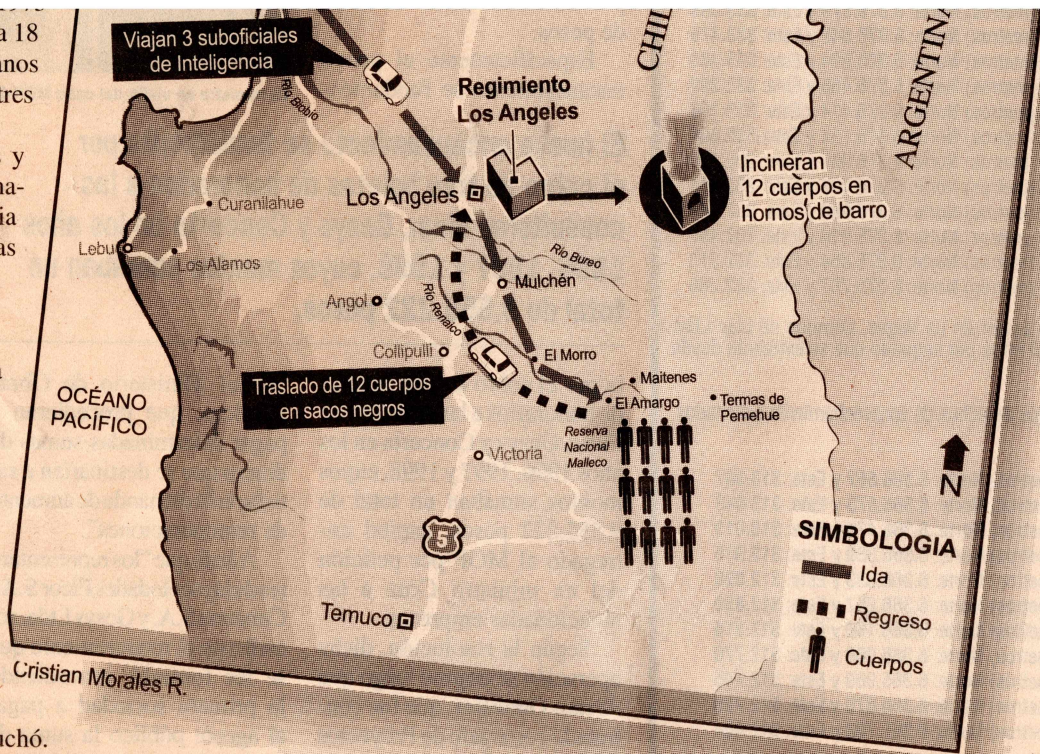 a 18
anos
tres
y
ma-
ia
as
Viajan 3 suboficiales
de Inteligencia
Río Biobío
Regimiento
Los Angeles
CHIL
ARGENTINA
Incineran
12 cuerpos en
hornos de barro
Los Angeles
Curanilahue
Lebu
Los Alamos
Río Bureo
Mulchén
Angol
Río Renaico
Collipulli
El Morro
Traslado de 12 cuerpos
en sacos negros
Maitenes
El Amargo
Termas de
Pemehue
OCÉANO
PACÍFICO
Reserva
Nacional
Malleco
Victoria
N
5
SIMBOLOGIA
Ida
Regreso
Cuerpos
Temuco
Cristian Morales R.
uchó.